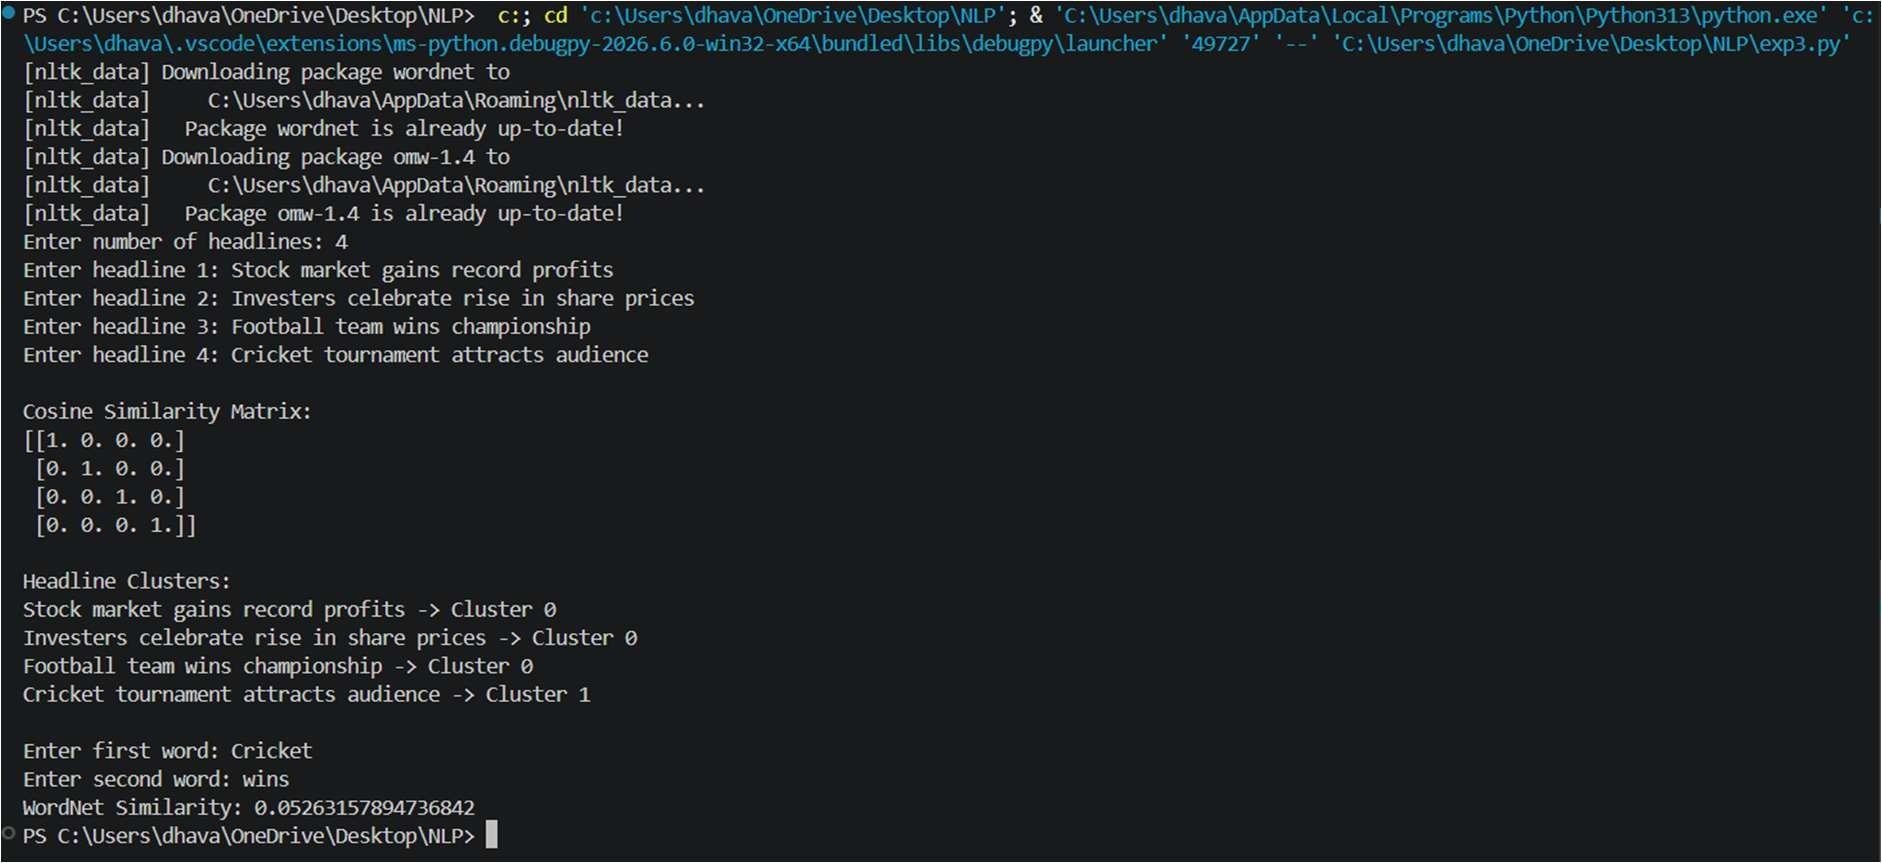 PS C:\Users\dhava\OneDrive\Desktop\NLP>  c:; cd 'c:\Users\dhava\OneDrive\Desktop\NLP'; & 'C:\Users\dhava\AppData\Local\Programs\Python\Python313\python.exe' 'c:
\Users\dhava\.vscode\extensions\ms-python.debugpy-2026.6.0-win32-x64\bundled\libs\debugpy\launcher' '49727' '--' 'C:\Users\dhava\OneDrive\Desktop\NLP\exp3.py'
[nltk_data] Downloading package wordnet to
[nltk_data]     C:\Users\dhava\AppData\Roaming\nltk_data...
[nltk_data]   Package wordnet is already up-to-date!
[nltk_data] Downloading package omw-1.4 to
[nltk_data]     C:\Users\dhava\AppData\Roaming\nltk_data...
[nltk_data]   Package omw-1.4 is already up-to-date!
Enter number of headlines: 4
Enter headline 1: Stock market gains record profits
Enter headline 2: Investers celebrate rise in share prices
Enter headline 3: Football team wins championship
Enter headline 4: Cricket tournament attracts audience

Cosine Similarity Matrix:
[[1. 0. 0. 0.]
 [0. 1. 0. 0.]
 [0. 0. 1. 0.]
 [0. 0. 0. 1.]]

Headline Clusters:
Stock market gains record profits -> Cluster 0
Investers celebrate rise in share prices -> Cluster 0
Football team wins championship -> Cluster 0
Cricket tournament attracts audience -> Cluster 1

Enter first word: Cricket
Enter second word: wins
WordNet Similarity: 0.05263157894736842
PS C:\Users\dhava\OneDrive\Desktop\NLP>